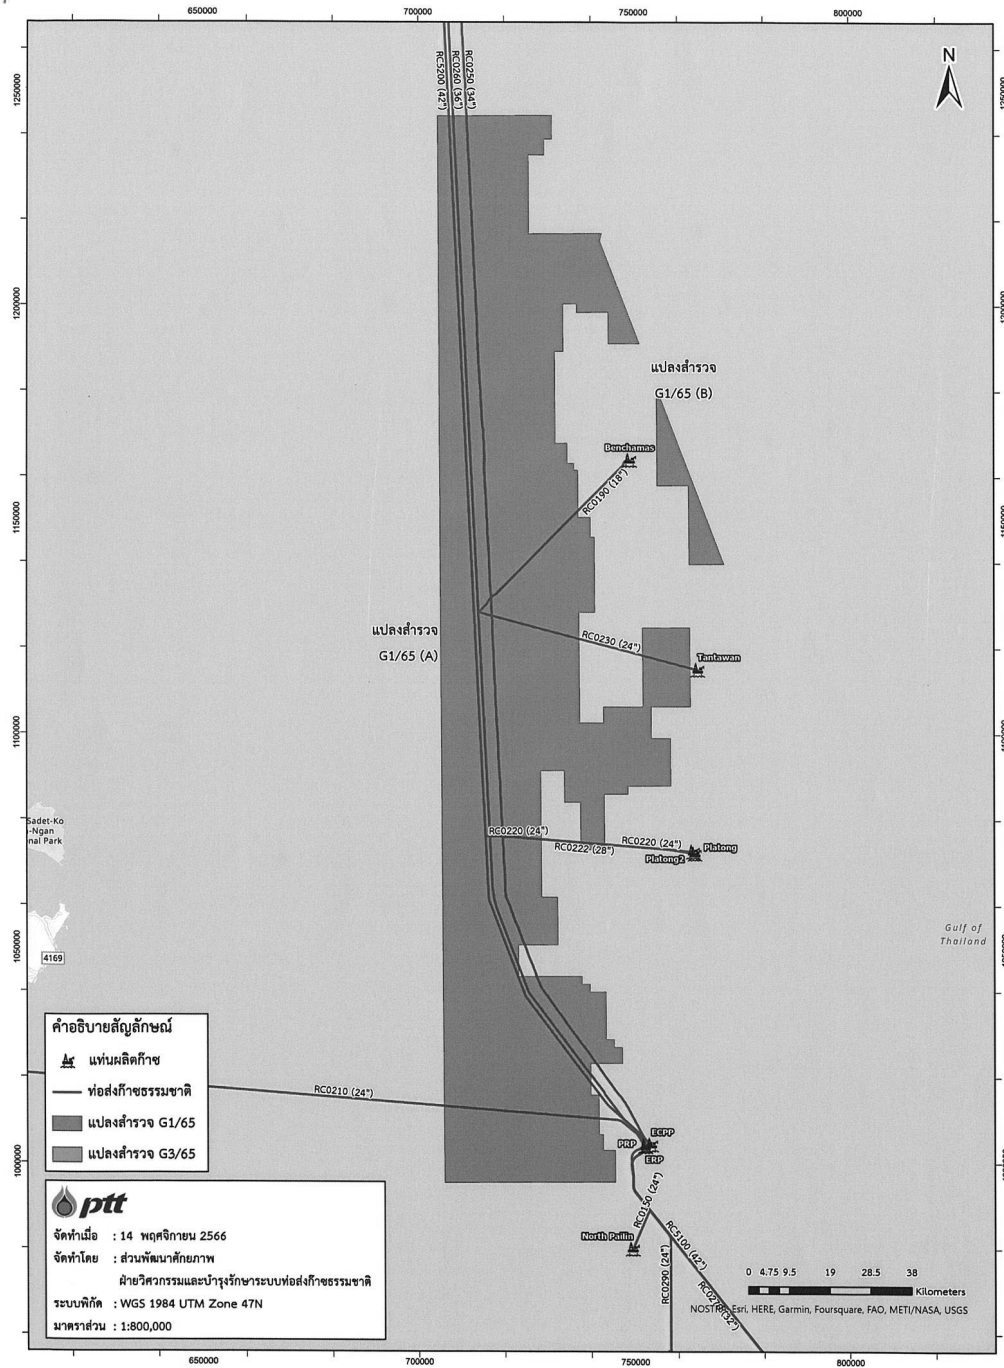 650000
700000
750000
800000
N
RC5200 (42")
RC0260 (36")
RC0250 (34")
1200000
1200000
แปลงสำรวจ
G1/65 (B)
Benchamas
RC0190 (18")
1150000
1150000
แปลงสำรวจ
G1/65 (A)
RC0230 (24")
Tantawan
1100000
RC0220 (24")
RC0222 (28")
RC0220 (24")
Platong
Platong2
Sadet-Ko
-Ngan
nal Park
4169
1050000
Gulf of
Thailand
คำอธิบายสัญลักษณ์
แท่นผลิตก๊าซ
ท่อส่งก๊าซธรรมชาติ
แปลงสำรวจ G1/65
แปลงสำรวจ G3/65
RC0210 (24")
ECPP
PRP
ERP
1000000
RC0150 (24")
North Pailin
RC5100 (42")
RC0290 (24")
ptt
จัดทำเมื่อ : 14 พฤศจิกายน 2566
จัดทำโดย : ส่วนพัฒนาศักยภาพ
ฝ่ายวิศวกรรมและบำรุงรักษาระบบท่อส่งก๊าซธรรมชาติ
ระบบพิกัด : WGS 1984 UTM Zone 47N
มาตราส่วน : 1:800,000
0 4.75 9.5 19 28.5 38
Kilometers
Esri, HERE, Garmin, Foursquare, FAO, METI/NASA, USGS
650000
700000
750000
800000